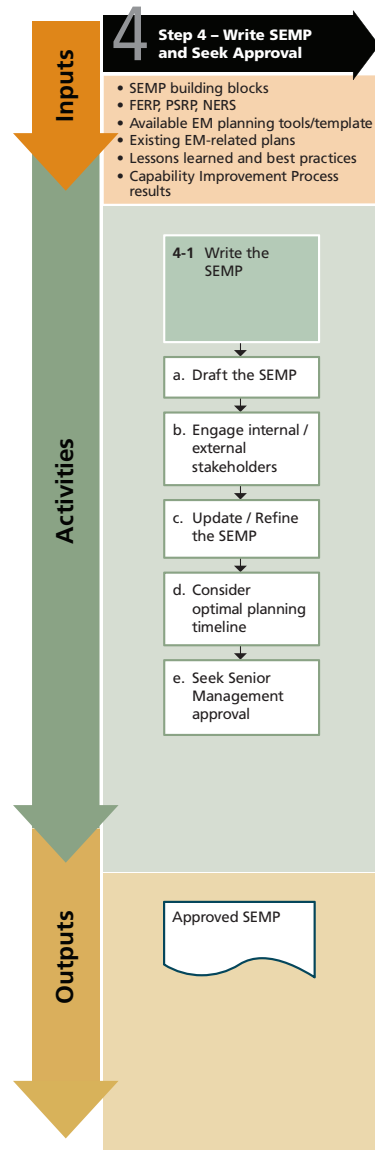 4
Step 4 – Write SEMP
and Seek Approval
Inputs
• SEMP building blocks
• FERP, PSRP, NERS
• Available EM planning tools/template
• Existing EM-related plans
• Lessons learned and best practices
• Capability Improvement Process
results
Activities
4-1 Write the
SEMP
a. Draft the SEMP
b. Engage internal /
external
stakeholders
c. Update / Refine
the SEMP
d. Consider
optimal planning
timeline
e. Seek Senior
Management
approval
Outputs
Approved SEMP